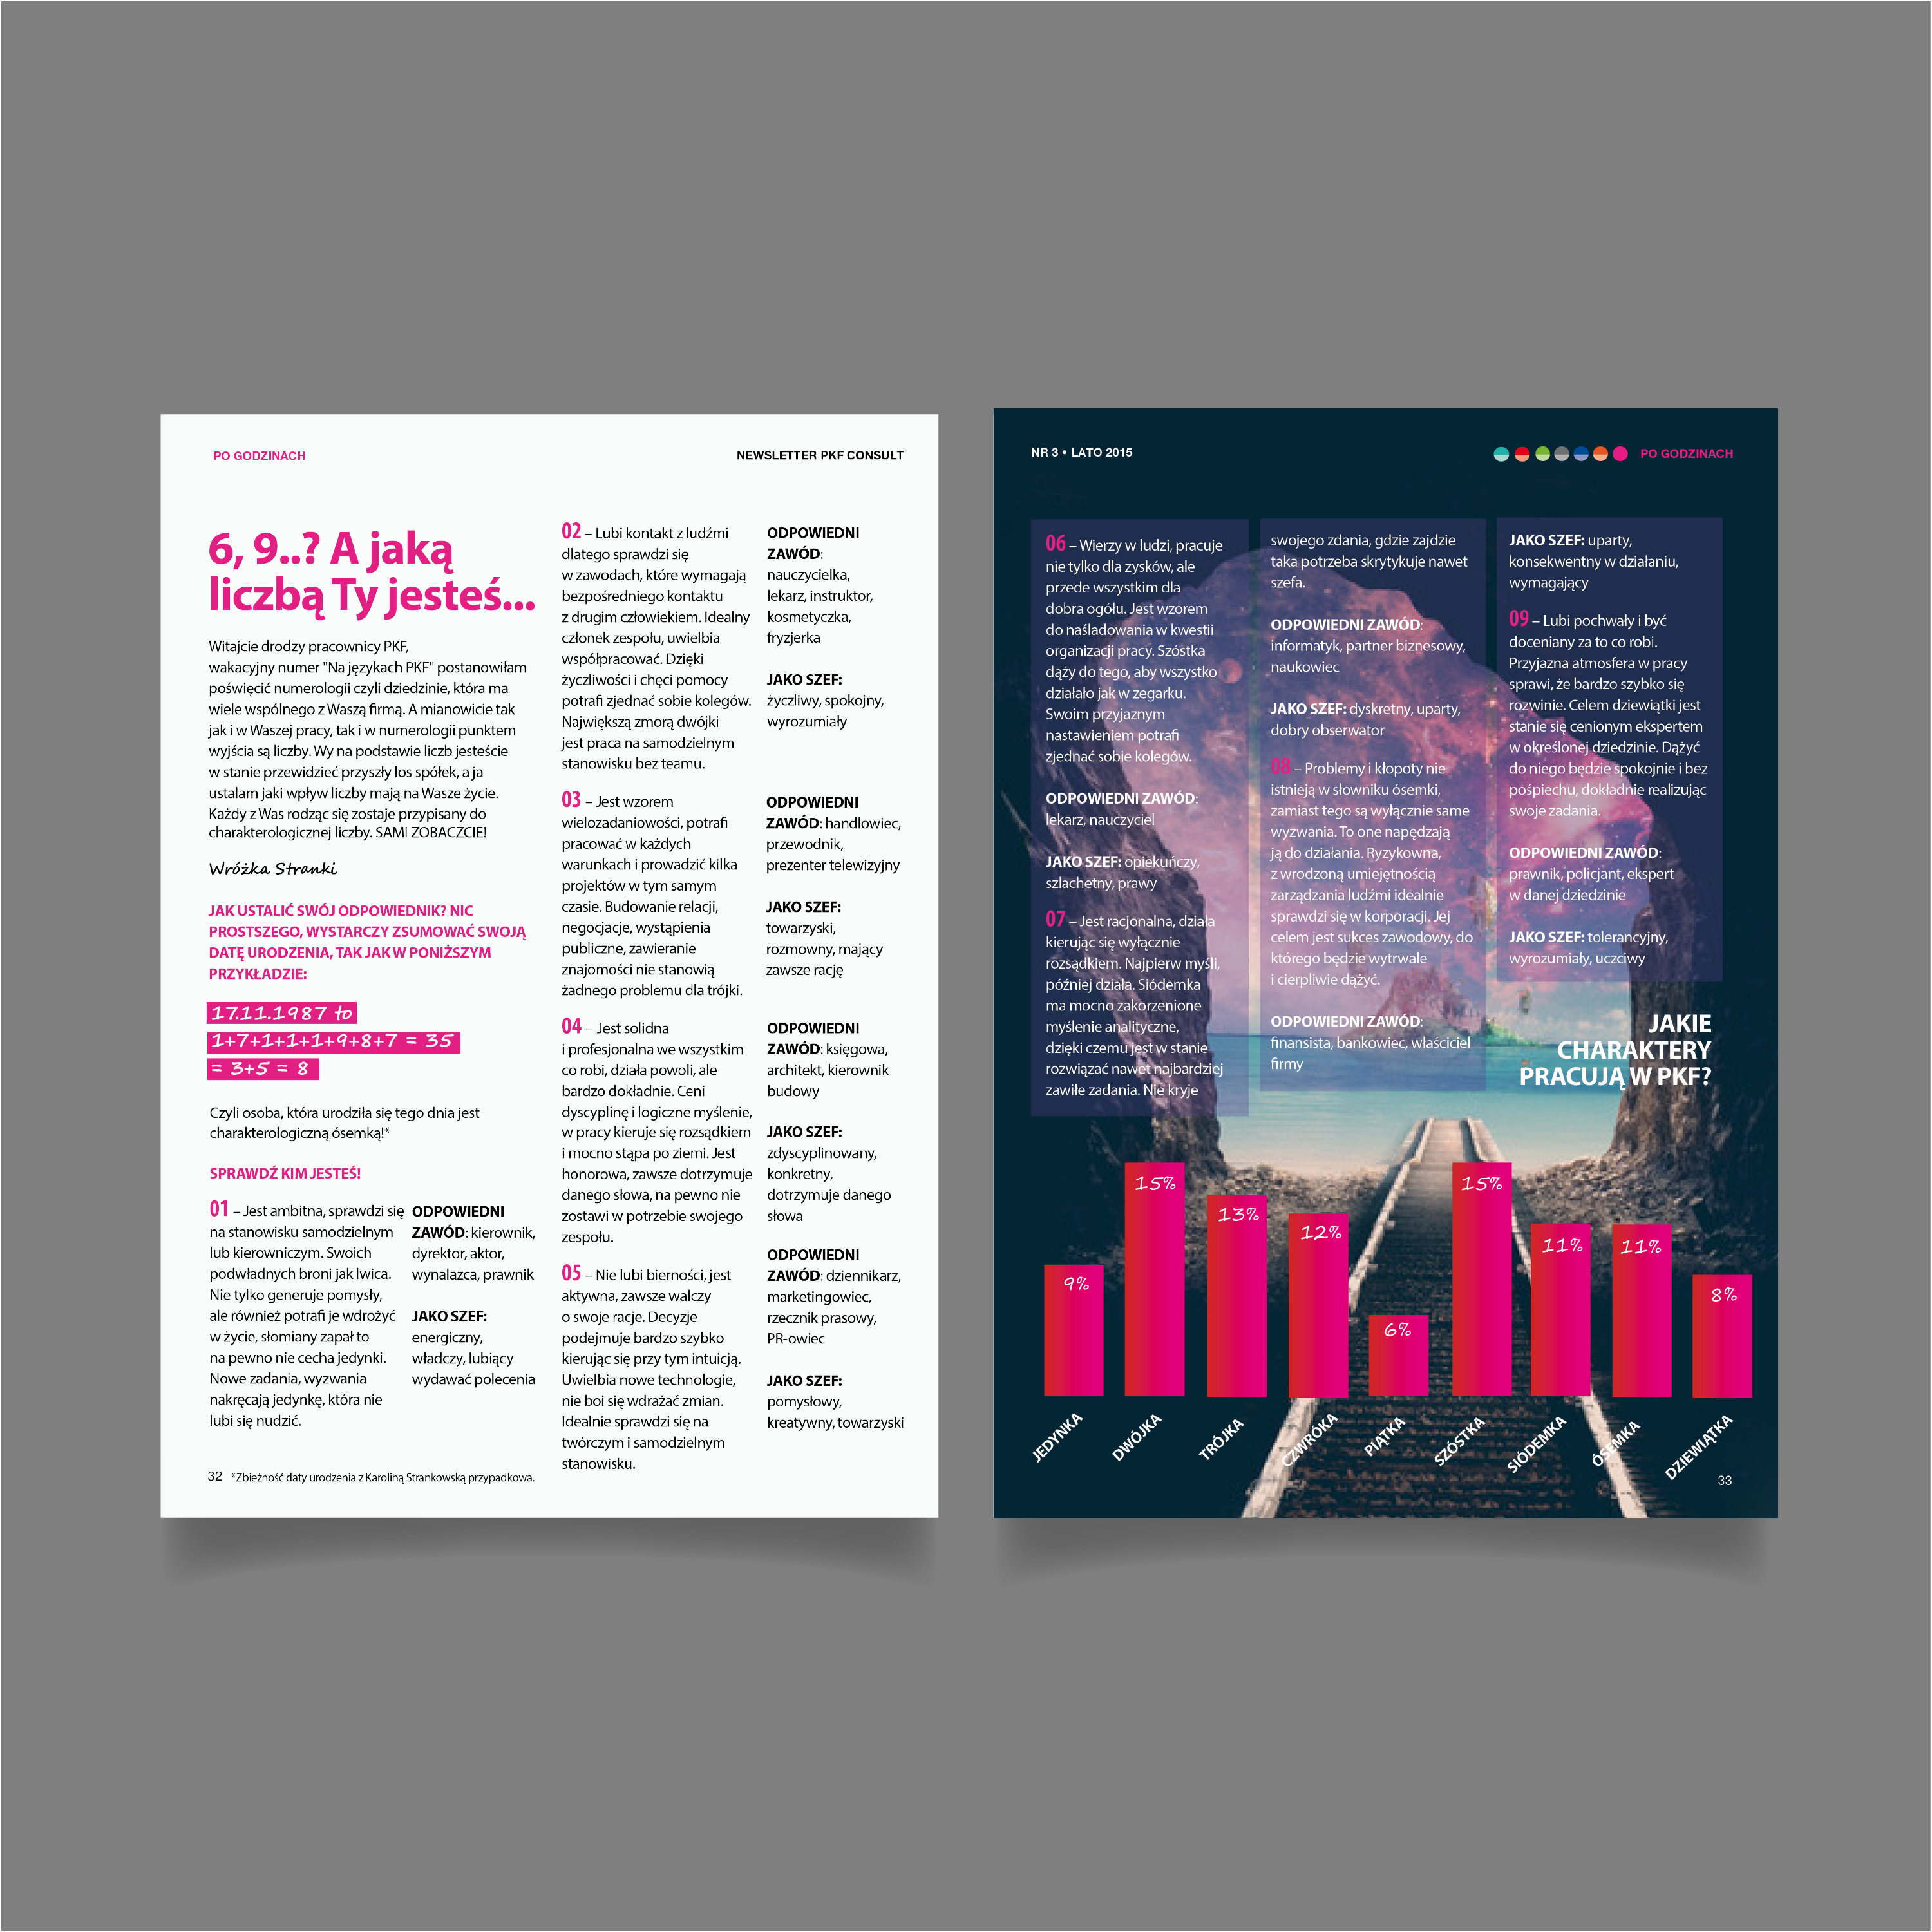 PO GODZINACH
NEWSLETTER PKF CONSULT
6, 9..? A jaką
liczbą Ty jesteś...
Witajcie drodzy pracownicy PKF,
wakacyjny numer "Na językach PKF" postanowiłam
poświęcić numerologii czyli dziedzinie, która ma
wiele wspólnego z Waszą firmą. A mianowicie tak
jak i w Waszej pracy, tak i w numerologii punktem
wyjścia są liczby. Wy na podstawie liczb jesteście
w stanie przewidzieć przyszły los spółek, a ja
ustalam jaki wpływ liczby mają na Wasze życie.
Każdy z Was rodząc się zostaje przypisany do
charakterologicznej liczby. SAMI ZOBACZCIE!
Wróżka Stranki
JAK USTALIĆ SWÓJ ODPOWIEDNIK? NIC
PROSTSZEGO, WYSTARCZY ZSUMOWAĆ SWOJĄ
DATĘ URODZENIA, TAK JAK W PONIŻSZYM
PRZYKŁADZIE:
17.11.1987 to
1+7+1+1+1+9+8+7 = 35
= 3+5 = 8
Czyli osoba, która urodziła się tego dnia jest
charakterologiczną ósemką!*
SPRAWDŹ KIM JESTEŚ!
01 – Jest ambitna, sprawdzi się
na stanowisku samodzielnym
lub kierowniczym. Swoich
podwładnych broni jak lwica.
Nie tylko generuje pomysły,
ale również potrafi je wdrożyć
w życie, słomiany zapał to
na pewno nie cecha jedynki.
Nowe zadania, wyzwania
nakręcają jedynkę, która nie
lubi się nudzić.
ODPOWIEDNI
ZAWÓD: kierownik,
dyrektor, aktor,
wynalazca, prawnik
JAKO SZEF:
energiczny,
władczy, lubiący
wydawać polecenia
02 – Lubi kontakt z ludźmi
dlatego sprawdzi się
w zawodach, które wymagają
bezpośredniego kontaktu
z drugim człowiekiem. Idealny
członek zespołu, uwielbia
współpracować. Dzięki
życzliwości i chęci pomocy
potrafi zjednać sobie kolegów.
Największą zmorą dwójki
jest praca na samodzielnym
stanowisku bez teamu.
ODPOWIEDNI
ZAWÓD:
nauczycielka,
lekarz, instruktor,
kosmetyczka,
fryzjerka
JAKO SZEF:
życzliwy, spokojny,
wyrozumiały
03 – Jest wzorem
wielozadaniowości, potrafi
pracować w każdych
warunkach i prowadzić kilka
projektów w tym samym
czasie. Budowanie relacji,
negocjacje, wystąpienia
publiczne, zawieranie
znajomości nie stanowią
żadnego problemu dla trójki.
ODPOWIEDNI
ZAWÓD: handlowiec,
przewodnik,
prezenter telewizyjny
JAKO SZEF:
towarzyski,
rozmowny, mający
zawsze rację
04 – Jest solidna
i profesjonalna we wszystkim
co robi, działa powoli, ale
bardzo dokładnie. Ceni
dyscyplinę i logiczne myślenie,
w pracy kieruje się rozsądkiem
i mocno stąpa po ziemi. Jest
honorowa, zawsze dotrzymuje
danego słowa, na pewno nie
zostawi w potrzebie swojego
zespołu.
ODPOWIEDNI
ZAWÓD: księgowa,
architekt, kierownik
budowy
JAKO SZEF:
zdyscyplinowany,
konkretny,
dotrzymuje danego
słowa
05 – Nie lubi bierności, jest
aktywna, zawsze walczy
o swoje racje. Decyzje
podejmuje bardzo szybko
kierując się przy tym intuicją.
Uwielbia nowe technologie,
nie boi się wdrażać zmian.
Idealnie sprawdzi się na
twórczym i samodzielnym
stanowisku.
ODPOWIEDNI
ZAWÓD: dziennikarz,
marketingowiec,
rzecznik prasowy,
PR-owiec
JAKO SZEF:
pomysłowy,
kreatywny, towarzyski
32 *Zbieżność daty urodzenia z Karoliną Strankowską przypadkowa.
NR 3 • LATO 2015
PO GODZINACH
06 – Wierzy w ludzi, pracuje
nie tylko dla zysków, ale
przede wszystkim dla
dobra ogółu. Jest wzorem
do naśladowania w kwestii
organizacji pracy. Szóstka
dąży do tego, aby wszystko
działało jak w zegarku.
Swoim przyjaznym
nastawieniem potrafi
zjednać sobie kolegów.
ODPOWIEDNI ZAWÓD:
lekarz, nauczyciel
JAKO SZEF: opiekuńczy,
szlachetny, prawy
07 – Jest racjonalna, działa
kierując się wyłącznie
rozsądkiem. Najpierw myśli,
później działa. Siódemka
ma mocno zakorzenione
myślenie analityczne,
dzięki czemu jest w stanie
rozwiązać nawet najbardziej
zawiłe zadania. Nie kryje
swojego zdania, gdzie zajdzie
taka potrzeba skrytykuje nawet
szefa.
ODPOWIEDNI ZAWÓD:
informatyk, partner biznesowy,
naukowiec
JAKO SZEF: dyskretny, uparty,
dobry obserwator
08 – Problemy i kłopoty nie
istnieją w słowniku ósemki,
zamiast tego są wyłącznie same
wyzwania. To one napędzają
ją do działania. Ryzykowna,
z wrodzoną umiejętnością
zarządzania ludźmi idealnie
sprawdzi się w korporacji. Jej
celem jest sukces zawodowy, do
którego będzie wytrwale
i cierpliwie dążyć.
ODPOWIEDNI ZAWÓD:
finansista, bankowiec, właściciel
firmy
JAKO SZEF: uparty,
konsekwentny w działaniu,
wymagający
09 – Lubi pochwały i być
doceniany za to co robi.
Przyjazna atmosfera w pracy
sprawi, że bardzo szybko się
rozwinie. Celem dziewiątki jest
stanie się cenionym ekspertem
w określonej dziedzinie. Dążyć
do niego będzie spokojnie i bez
pośpiechu, dokładnie realizując
swoje zadania.
ODPOWIEDNI ZAWÓD:
prawnik, policjant, ekspert
w danej dziedzinie
JAKO SZEF: tolerancyjny,
wyrozumiały, uczciwy
JAKIE
CHARAKTERY
PRACUJĄ W PKF?
9%
15%
13%
12%
6%
15%
11%
11%
8%
JEDYNKA
DWÓJKA
TRÓJKA
CZWRÓKA
PIĄTKA
SZÓSTKA
SIÓDEMKA
ÓSEMKA
DZIEWIĄTKA
33